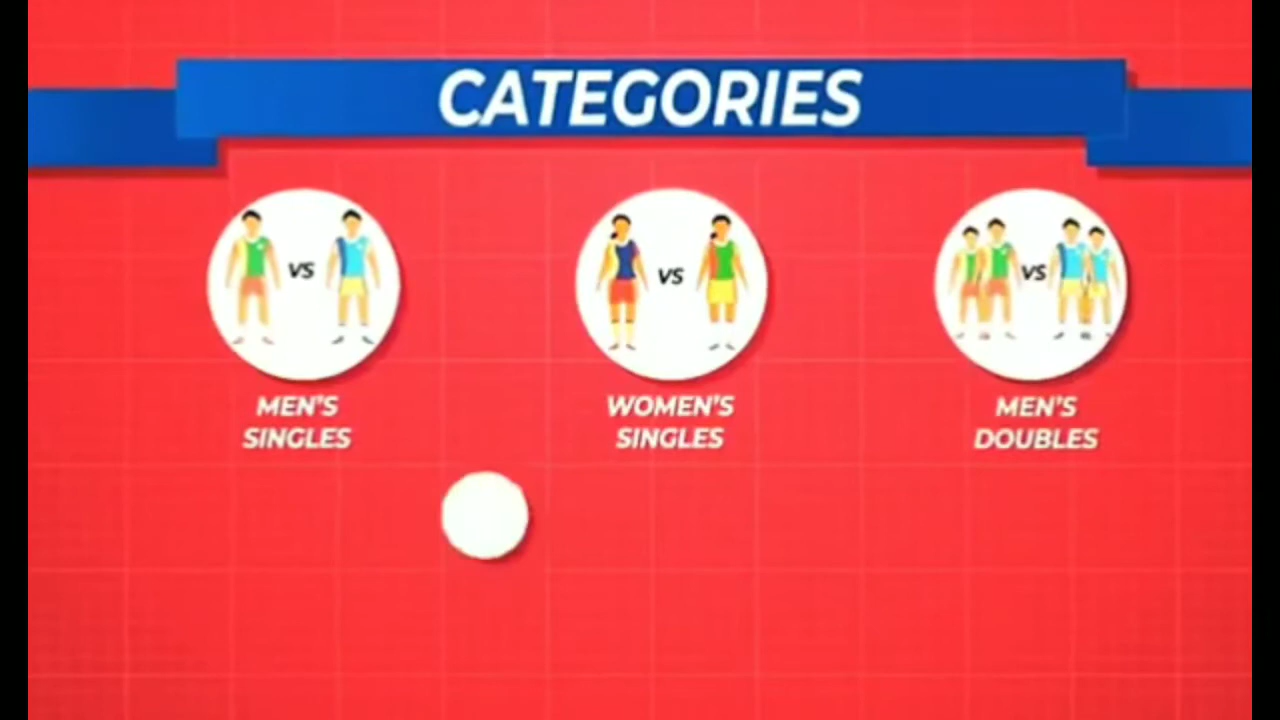 CATEGORIES
VS
VS
VS
MEN'S
SINGLES
WOMEN'S
SINGLES
MEN'S
DOUBLES